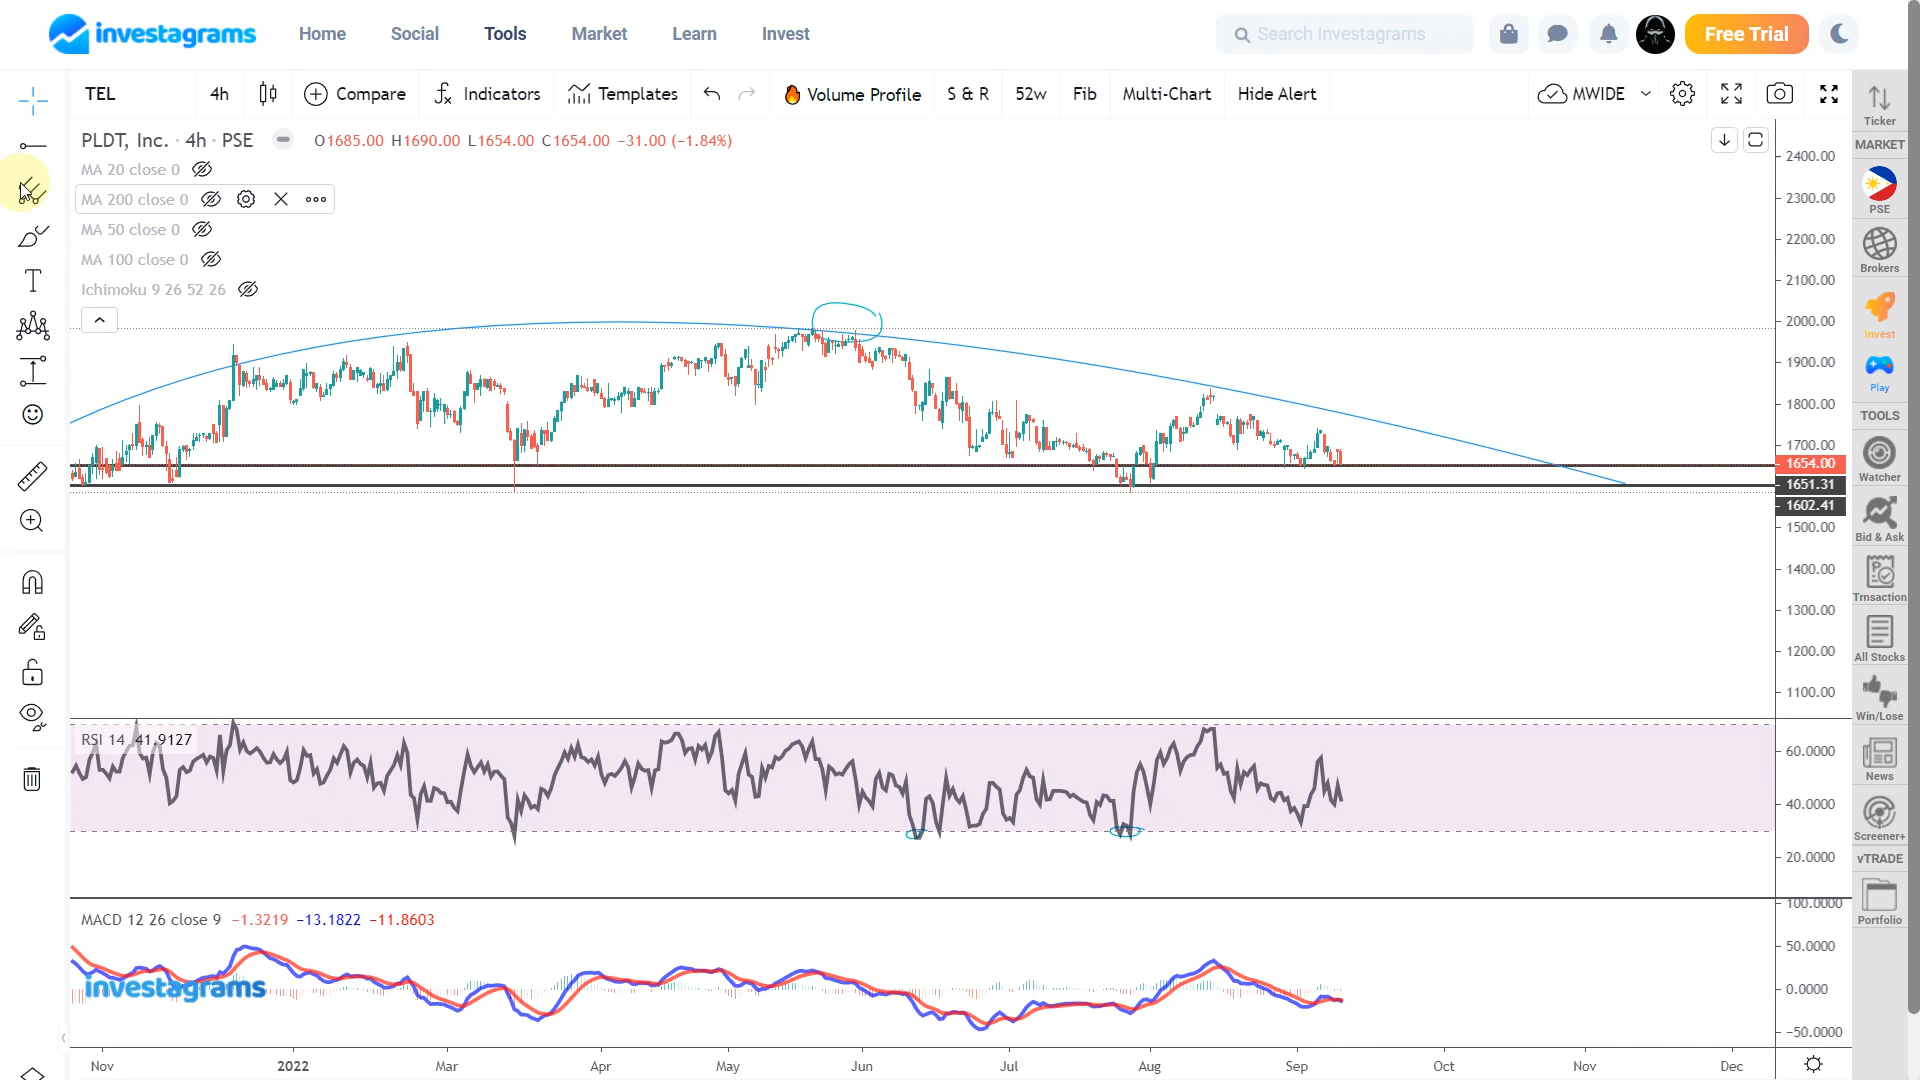 investagrams Home Social Tools Market Learn Invest Search Investagrams Free Trial
TEL 4h Compare Indicators Templates Volume Profile S & R 52w Fib Multi-Chart Hide Alert MWIDE
PLDT, Inc. · 4h · PSE O1685.00 H1690.00 L1654.00 C1654.00 −31.00 (−1.84%)
MA 20 close 0
MA 200 close 0
MA 50 close 0
MA 100 close 0
Ichimoku 9 26 52 26
2400.00
2300.00
2200.00
2100.00
2000.00
1900.00
1800.00
1700.00
1654.00
1651.31
1602.41
1500.00
1400.00
1300.00
1200.00
1100.00
RSI 14 41.9127
60.0000
40.0000
20.0000
MACD 12 26 close 9 −1.3219 −13.1822 −11.8603
100.0000
50.0000
0.0000
−50.0000
investagrams
Nov 2022 Mar Apr May Jun Jul Aug Sep Oct Nov Dec
Ticker
MARKET
PSE
Brokers
Invest
Play
TOOLS
Watcher
Bid & Ask
Trnsaction
All Stocks
Win/Lose
News
Screener+
vTRADE
Portfolio